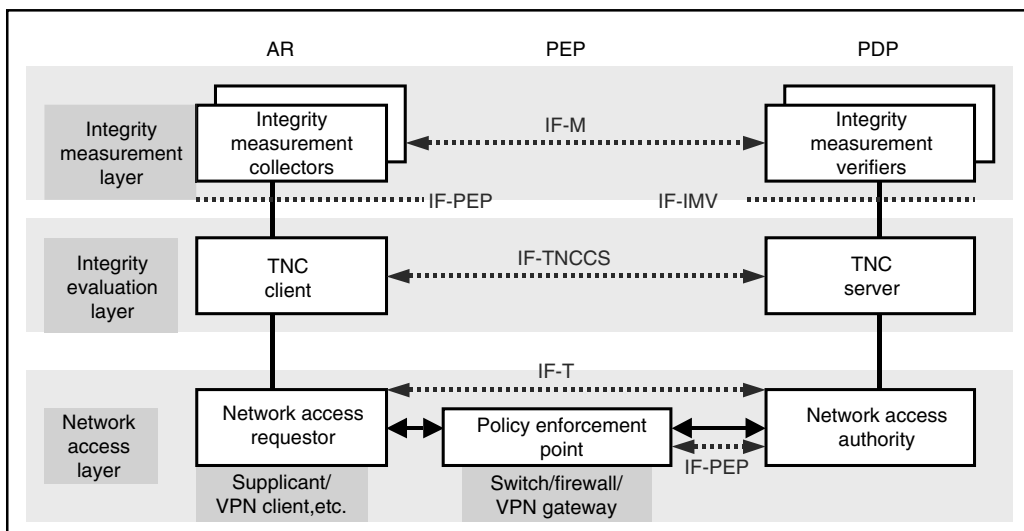 AR
PEP
PDP
Integrity
measurement
layer
Integrity
measurement
collectors
IF-M
Integrity
measurement
verifiers
IF-PEP
IF-IMV
Integrity
evaluation
layer
TNC
client
IF-TNCCS
TNC
server
Network
access
layer
IF-T
Network access
requestor
Policy enforcement
point
Network access
authority
IF-PEP
Supplicant/
VPN client,etc.
Switch/firewall/
VPN gateway